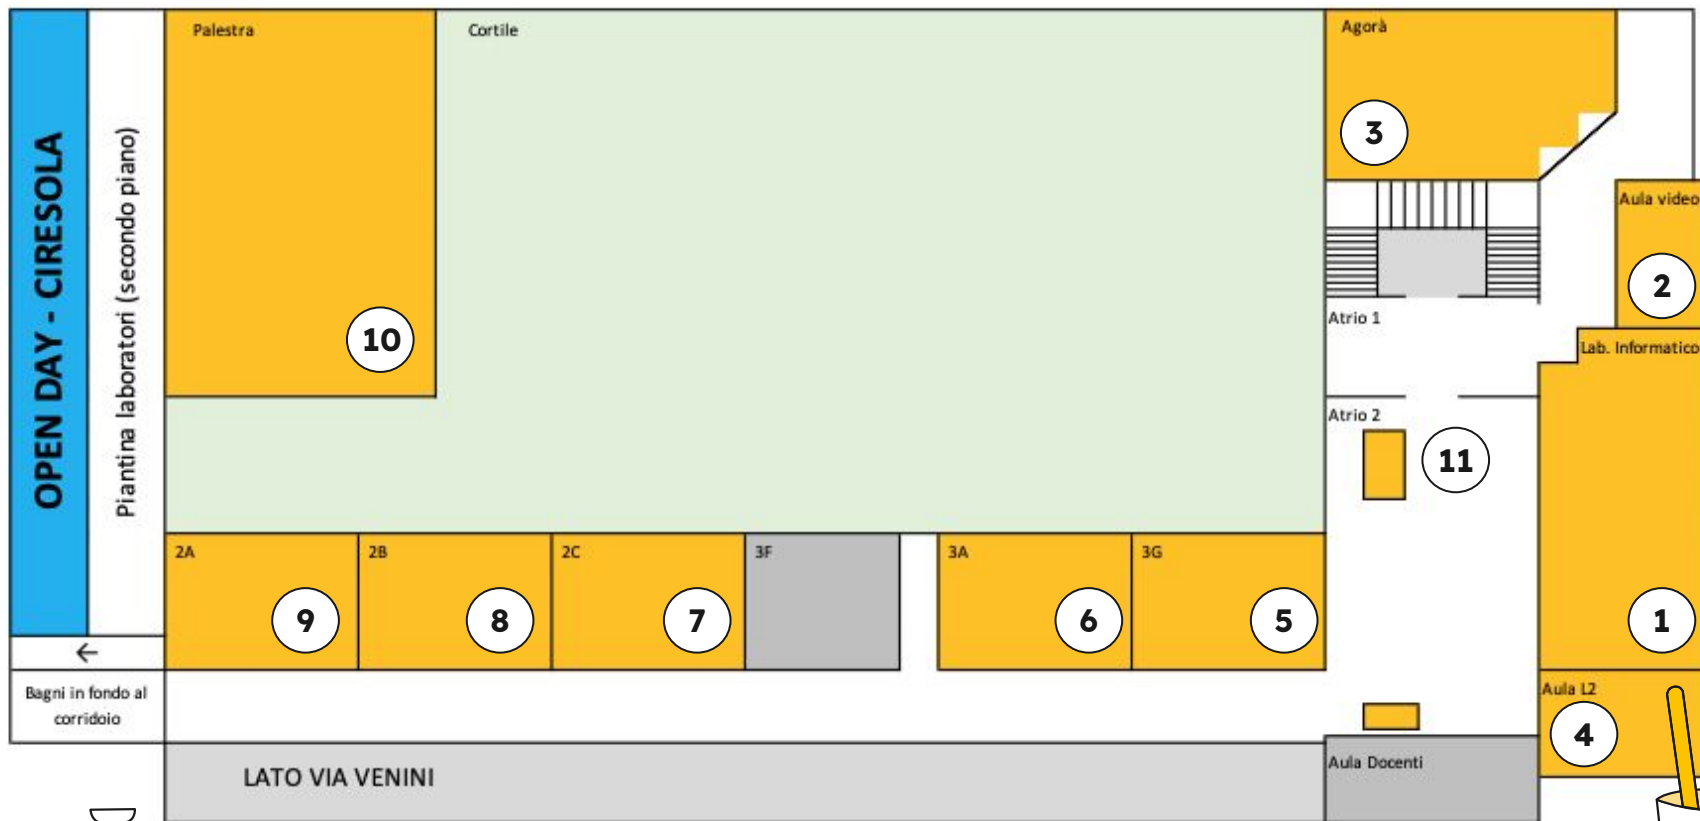 OPEN DAY - CIRESOLA
Piantina laboratori (secondo piano)
←
Bagni in fondo al
corridoio
Palestra
10
Cortile
Agorà
3
Aula video
2
Atrio 1
Lab. Informatico
1
Atrio 2
11
2A
9
2B
8
2C
7
3F
3A
6
3G
5
Aula L2
4
LATO VIA VENINI
Aula Docenti